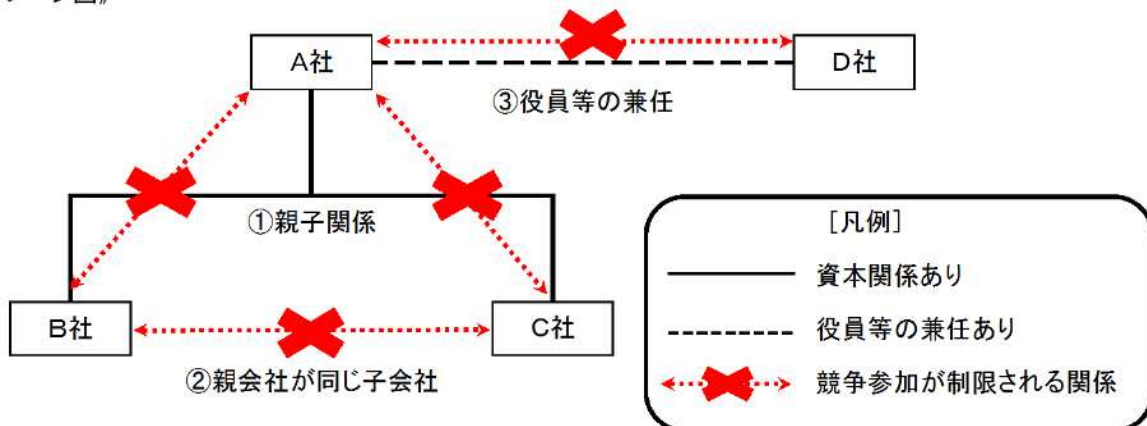 A社
D社
③役員等の兼任
①親子関係
B社
C社
②親会社が同じ子会社
[凡例]
資本関係あり
役員等の兼任あり
競争参加が制限される関係